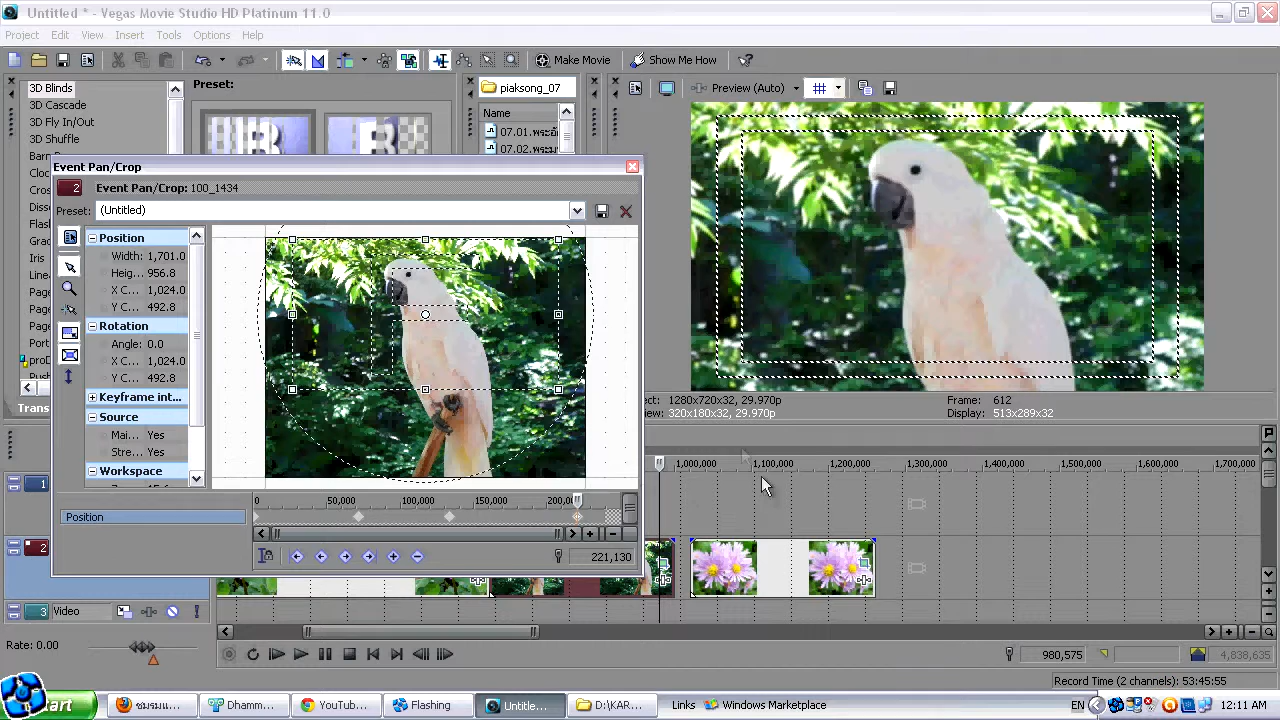 Untitled * - Vegas Movie Studio HD Platinum 11.0
Project Edit View Insert Tools Options Help
Make Movie Show Me How
3D Blinds
3D Cascade
3D Fly In/Out
3D Shuffle
Preset:
piaksong_07
Name
Preview (Auto)
Event Pan/Crop
Event Pan/Crop: 100_1434
Preset: (Untitled)
Position
Width: 1,701.0
Heig... 956.8
X C... 1,024.0
Y C... 492.8
Rotation
Angle: 0.0
X C... 1,024.0
Y C... 492.8
Keyframe int...
Source
Mai... Yes
Stre... Yes
Workspace
Position
0 50,000 100,000 150,000
221,130
1280x720x32, 29.970p
320x180x32, 29.970p
Frame: 612
Display: 513x289x32
1,000,000 1,100,000 1,200,000 1,300,000 1,400,000 1,500,000 1,600,000 1,700,000
1
2
3 Video
Rate: 0.00
980,575
4,838,635
Record Time (2 channels): 53:45:55
Dhamm... YouTube... Flash... Untitle... D:\KAR... Links Windows Marketplace EN 12:11 AM